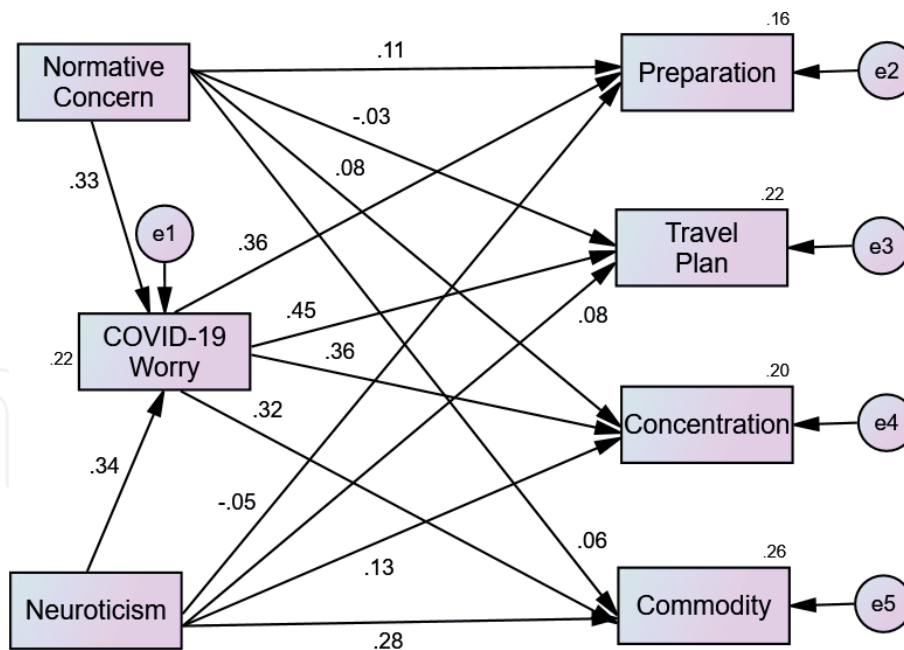 .16
Normative
Concern
.11
Preparation
e2
-.03
.08
.33
.22
e1
Travel
Plan
e3
.36
.45
.08
COVID-19
Worry
.22
.36
.20
.32
Concentration
e4
.34
-.05
.06
.26
.13
Neuroticism
Commodity
e5
.28